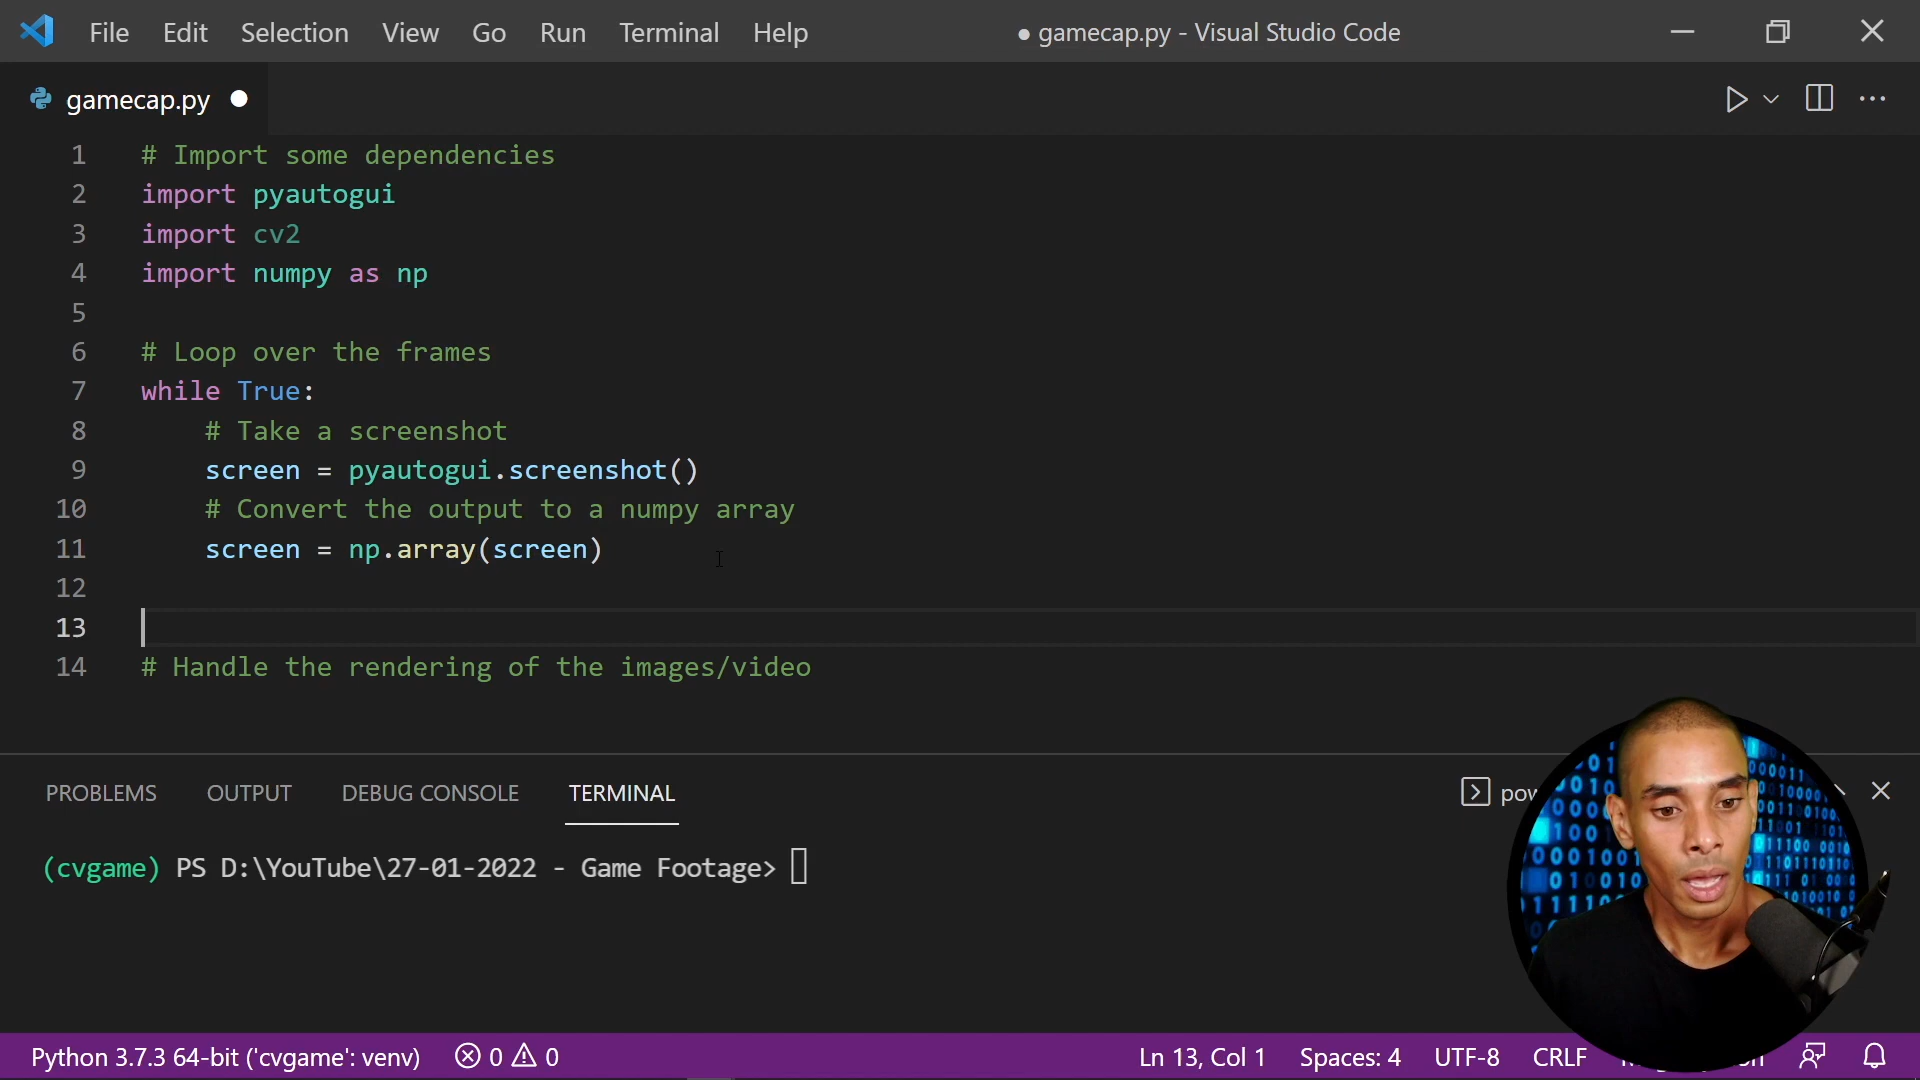 File Edit Selection View Go Run Terminal Help ● gamecap.py - Visual Studio Code
gamecap.py
1 # Import some dependencies
2 import pyautogui
3 import cv2
4 import numpy as np
5
6 # Loop over the frames
7 while True:
8 # Take a screenshot
9 screen = pyautogui.screenshot()
10 # Convert the output to a numpy array
11 screen = np.array(screen)
12
13
14 # Handle the rendering of the images/video
PROBLEMS OUTPUT DEBUG CONSOLE TERMINAL
(cvgame) PS D:\YouTube\27-01-2022 - Game Footage>
Python 3.7.3 64-bit ('cvgame': venv) 0 0 Ln 13, Col 1 Spaces: 4 UTF-8 CRLF